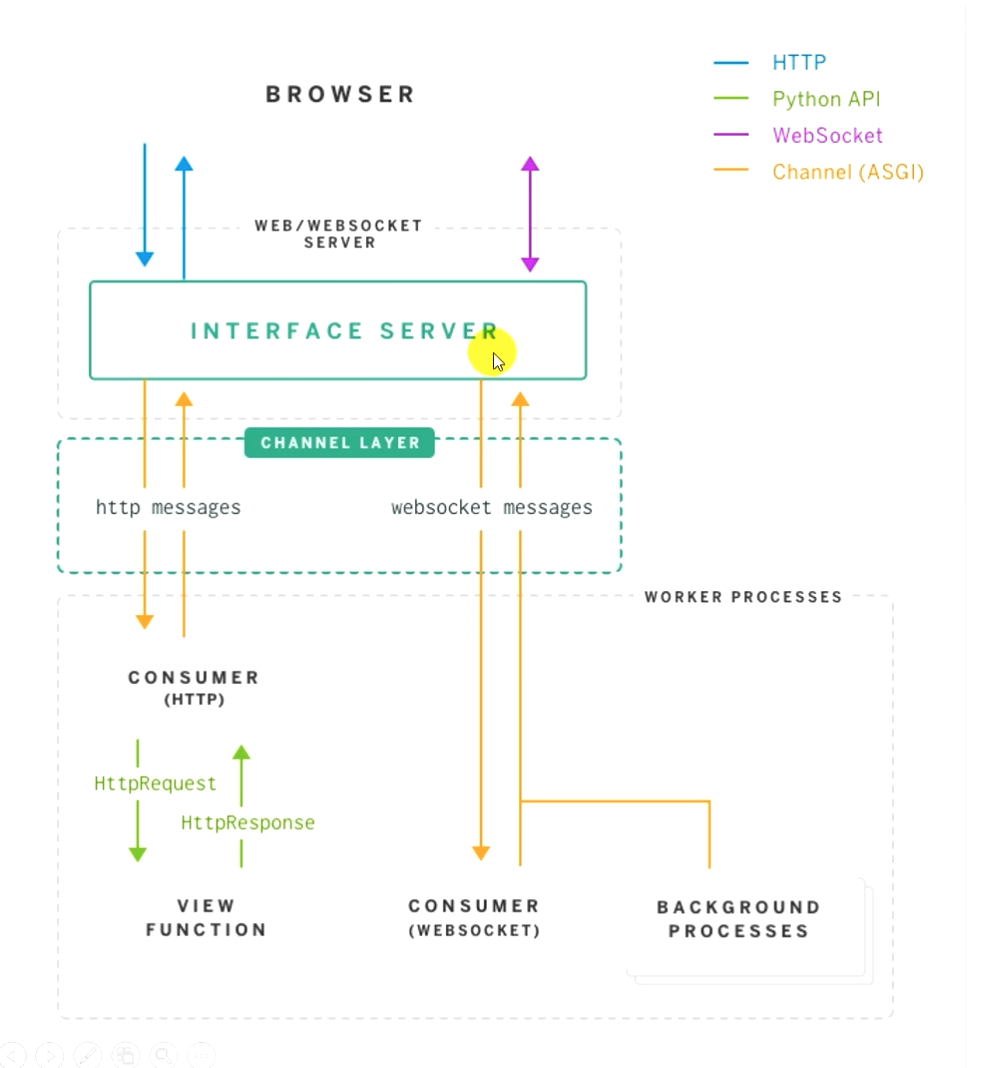 BROWSER
HTTP
Python API
WebSocket
Channel (ASGI)
WEB/WEBSOCKET
SERVER
INTERFACE SERVER
CHANNEL LAYER
http messages
websocket messages
WORKER PROCESSES
CONSUMER
(HTTP)
HttpRequest
HttpResponse
VIEW
FUNCTION
CONSUMER
(WEBSOCKET)
BACKGROUND
PROCESSES